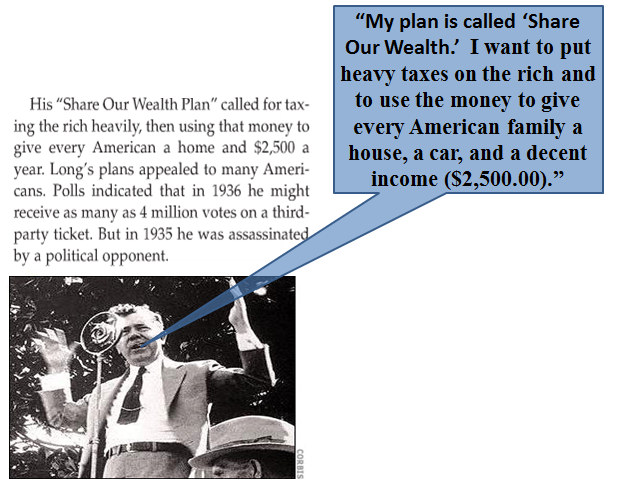 “My plan is called ‘Share
Our Wealth.’ I want to put
heavy taxes on the rich and
to use the money to give
every American family a
house, a car, and a decent
income ($2,500.00).”
His “Share Our Wealth Plan” called for tax-
ing the rich heavily, then using that money to
give every American a home and $2,500 a
year. Long’s plans appealed to many Ameri-
cans. Polls indicated that in 1936 he might
receive as many as 4 million votes on a third-
party ticket. But in 1935 he was assassinated
by a political opponent.
CORBIS